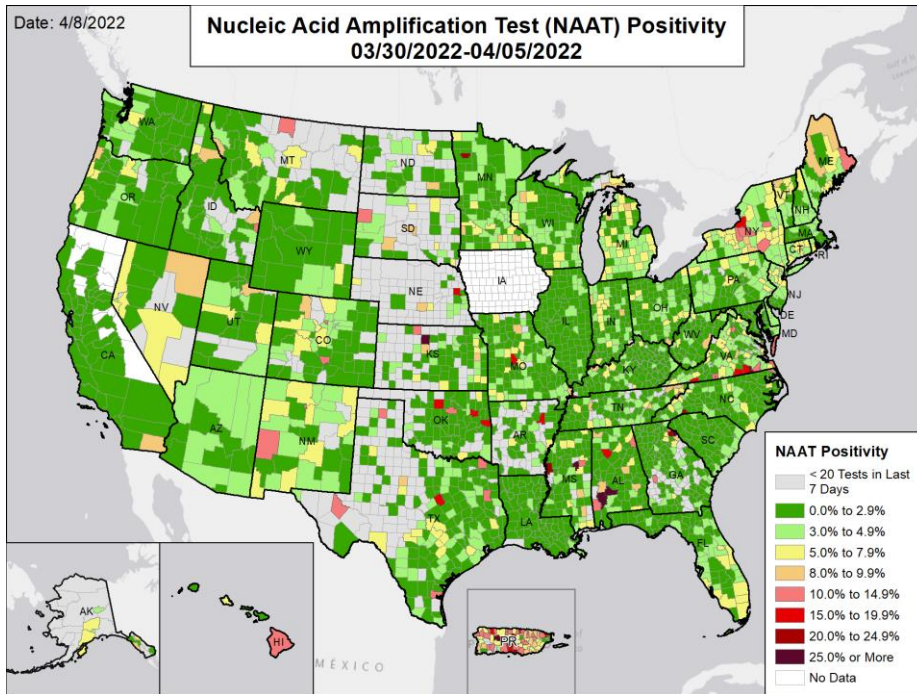 Date: 4/8/2022
Nucleic Acid Amplification Test (NAAT) Positivity
03/30/2022-04/05/2022
WA
MT
ND
MN
ME
OR
ID
SD
WI
VT
NH
WY
MI
NY
MA
CT
RI
NV
UT
NE
IA
PA
NJ
CO
IL
IN
OH
DE
MD
CA
KS
MO
WV
VA
KY
AZ
NM
OK
AR
TN
NC
SC
TX
LA
MS
AL
GA
FL
AK
HI
PR
MÉXICO
NAAT Positivity
< 20 Tests in Last
7 Days
0.0% to 2.9%
3.0% to 4.9%
5.0% to 7.9%
8.0% to 9.9%
10.0% to 14.9%
15.0% to 19.9%
20.0% to 24.9%
25.0% or More
No Data